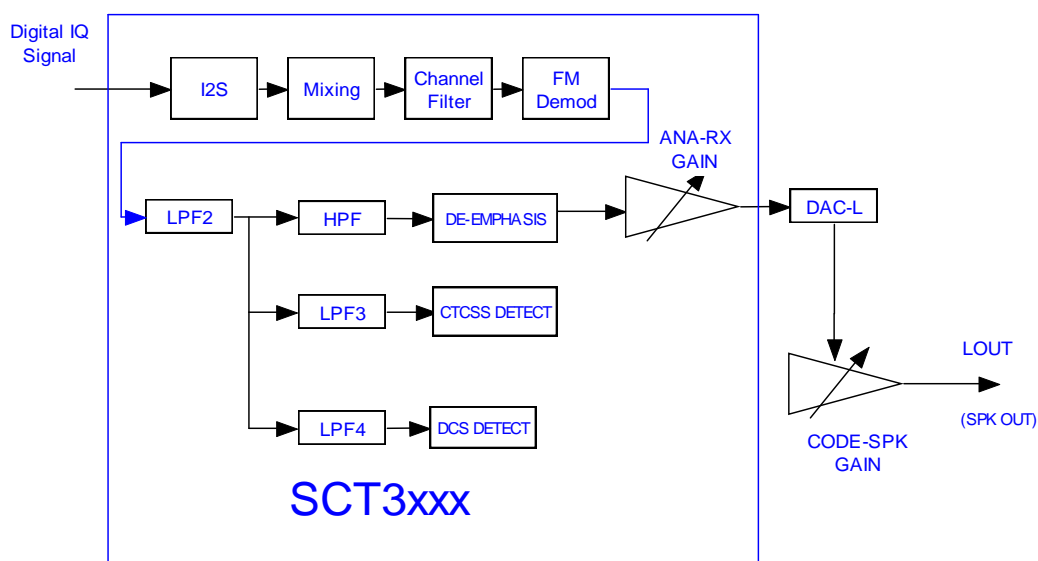 Digital IQ
Signal
I2S
Mixing
Channel
Filter
FM
Demod
ANA-RX
GAIN
LPF2
HPF
DE-EMPHASIS
DAC-L
LPF3
CTCSS DETECT
LOUT
(SPK OUT)
LPF4
DCS DETECT
CODE-SPK
GAIN
SCT3xxx